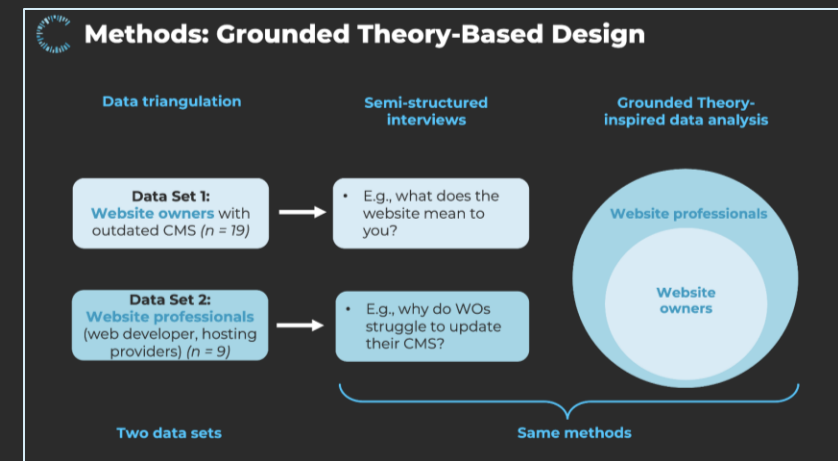 Methods: Grounded Theory-Based Design
Data triangulation
Semi-structured
interviews
Grounded Theory-
inspired data analysis
Data Set 1:
Website owners with
outdated CMS (n = 19)
• E.g., what does the
website mean to
you?
Data Set 2:
Website professionals
(web developer, hosting
providers) (n = 9)
• E.g., why do WOs
struggle to update
their CMS?
Website professionals
Website
owners
Two data sets
Same methods